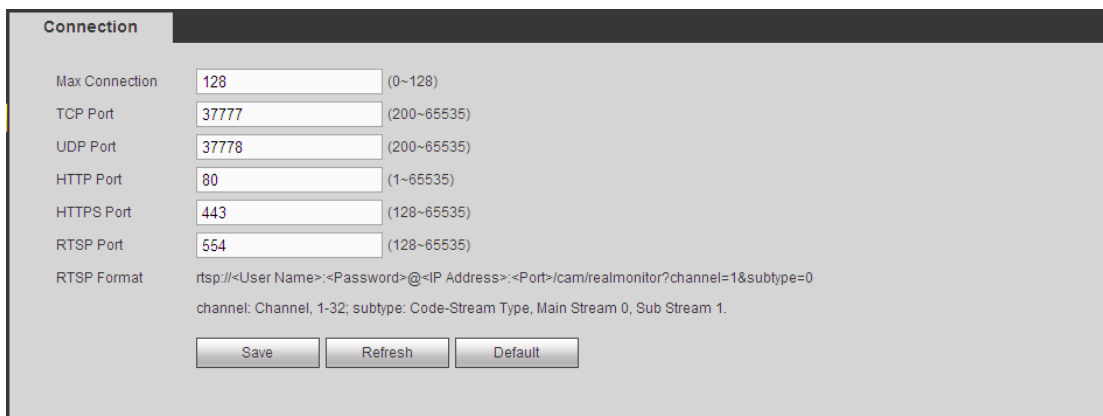 Connection
Max Connection 128 (0~128)
TCP Port 37777 (200~65535)
UDP Port 37778 (200~65535)
HTTP Port 80 (1~65535)
HTTPS Port 443 (128~65535)
RTSP Port 554 (128~65535)
RTSP Format rtsp://<User Name>:<Password>@<IP Address>:<Port>/cam/realmonitor?channel=1&subtype=0
channel: Channel, 1-32; subtype: Code-Stream Type, Main Stream 0, Sub Stream 1.
Save Refresh Default